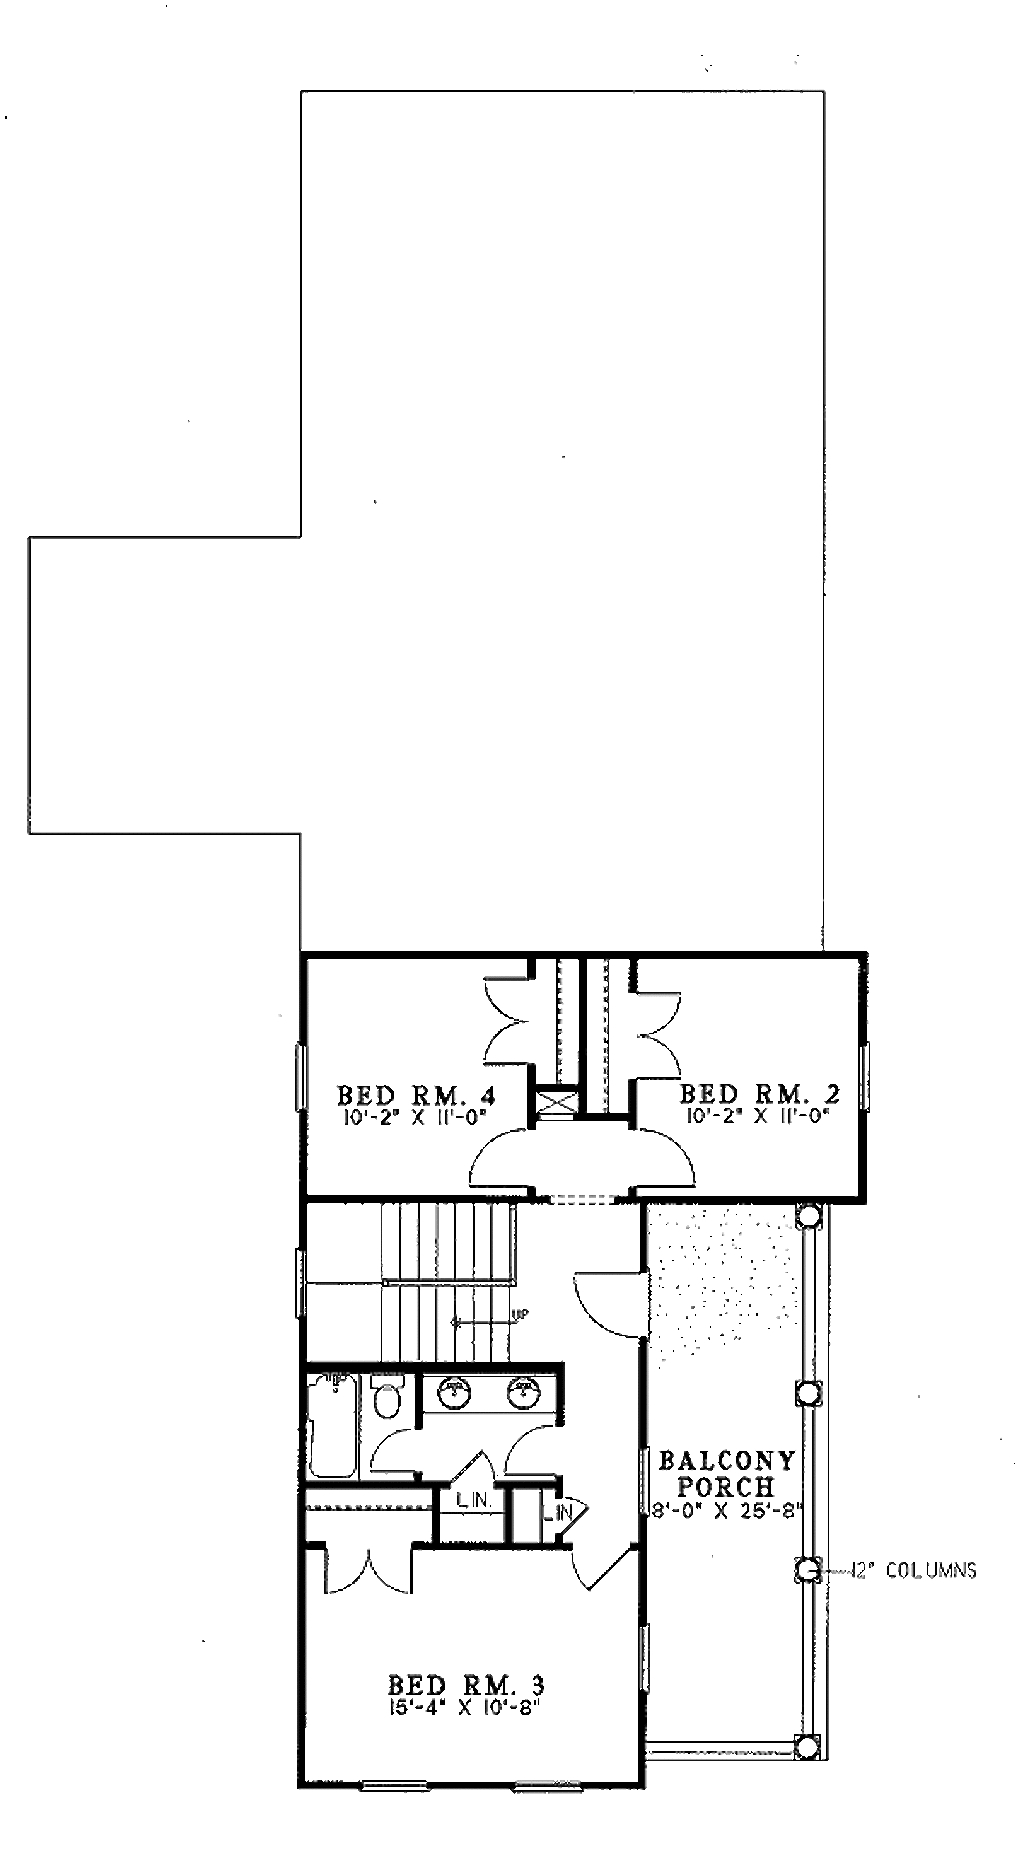 BED RM. 4
10'-2" X 11'-0"
BED RM. 2
10'-2" X 11'-0"
UP
LIN.
LIN
BALCONY
PORCH
8'-0" X 25'-8"
12" COLUMNS
BED RM. 3
15'-4" X 10'-8"